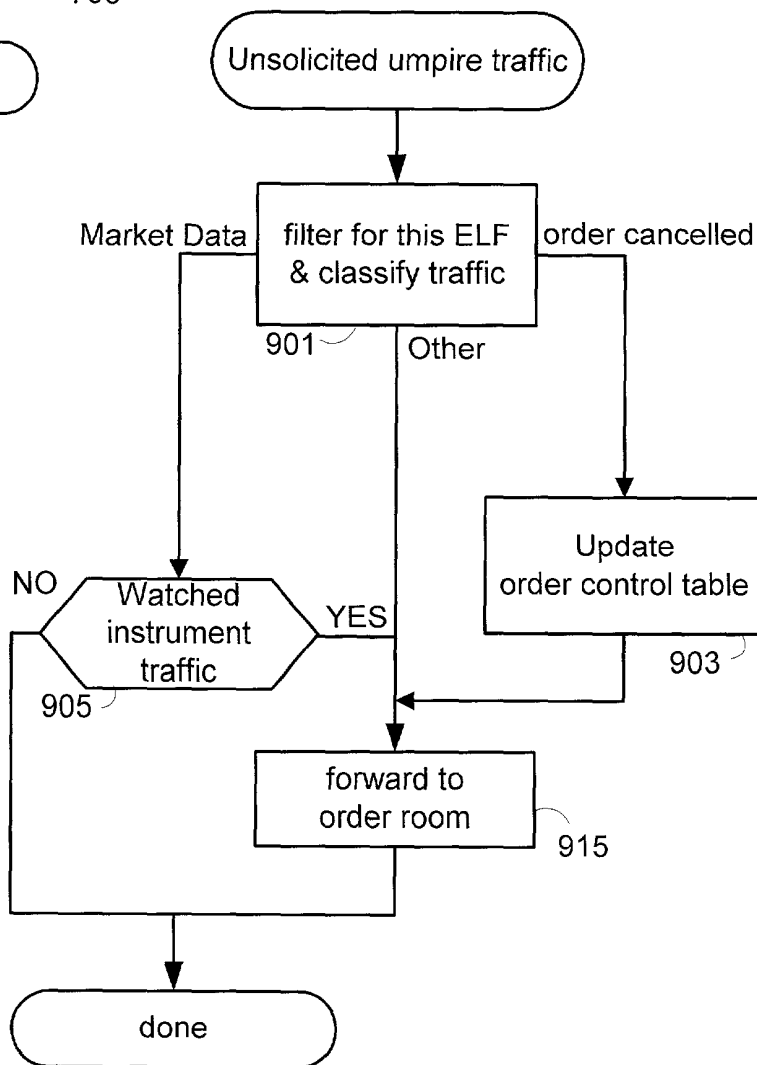 Unsolicited umpire traffic
Market Data
filter for this ELF
& classify traffic
order cancelled
901
Other
Update
order control table
903
NO
Watched
instrument
traffic
YES
905
forward to
order room
915
done